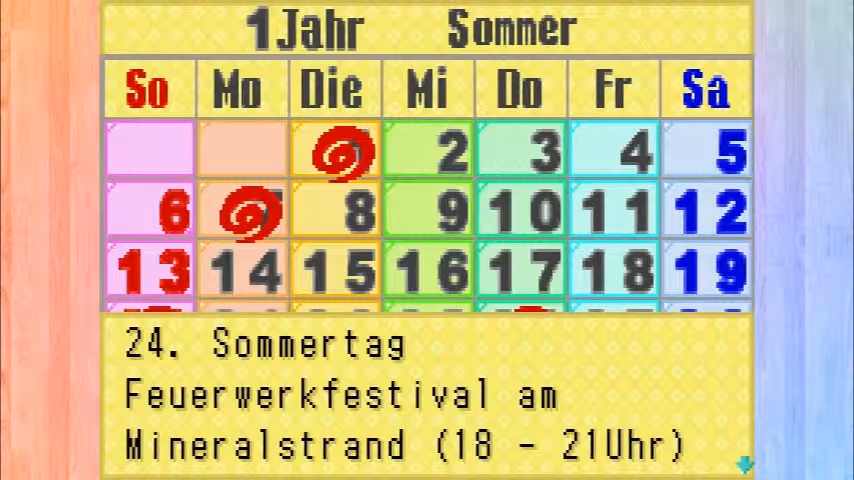 1Jahr Sommer
So Mo Die Mi Do Fr Sa
2 3 4 5
6 8 9 10 11 12
13 14 15 16 17 18 19
24. Sommertag
Feuerwerkfestival am
Mineralstrand (18 - 21Uhr)